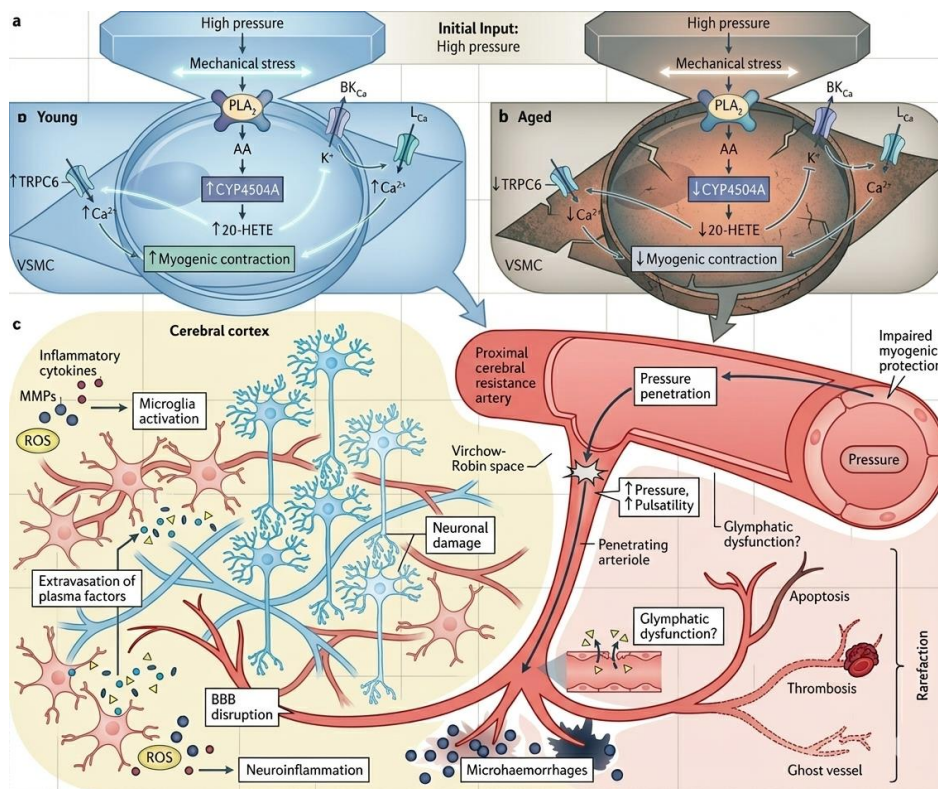 a
High pressure
Mechanical stress
PLA2
AA
↑CYP4504A
↑20-HETE
↑Myogenic contraction
BKCa
K+
LCa
↑Ca2+
↑TRPC6
↑Ca2+
VSMC
Young
Initial Input:
High pressure
b Aged
High pressure
Mechanical stress
PLA2
AA
↓CYP4504A
↓20-HETE
↓Myogenic contraction
BKCa
K+
LCa
Ca2+
↓TRPC6
↓Ca2+
VSMC
c
Cerebral cortex
Inflammatory
cytokines
MMPs
ROS
Microglia
activation
Extravasation of
plasma factors
Neuronal
damage
BBB
disruption
ROS
Neuroinflammation
Proximal
cerebral
resistance
artery
Pressure
penetration
Impaired
myogenic
protection
Pressure
Virchow-
Robin space
↑ Pressure,
↑ Pulsatility
Penetrating
arteriole
Glymphatic
dysfunction?
Glymphatic
dysfunction?
Microhaemorrhages
Apoptosis
Thrombosis
Ghost vessel
Rarefaction